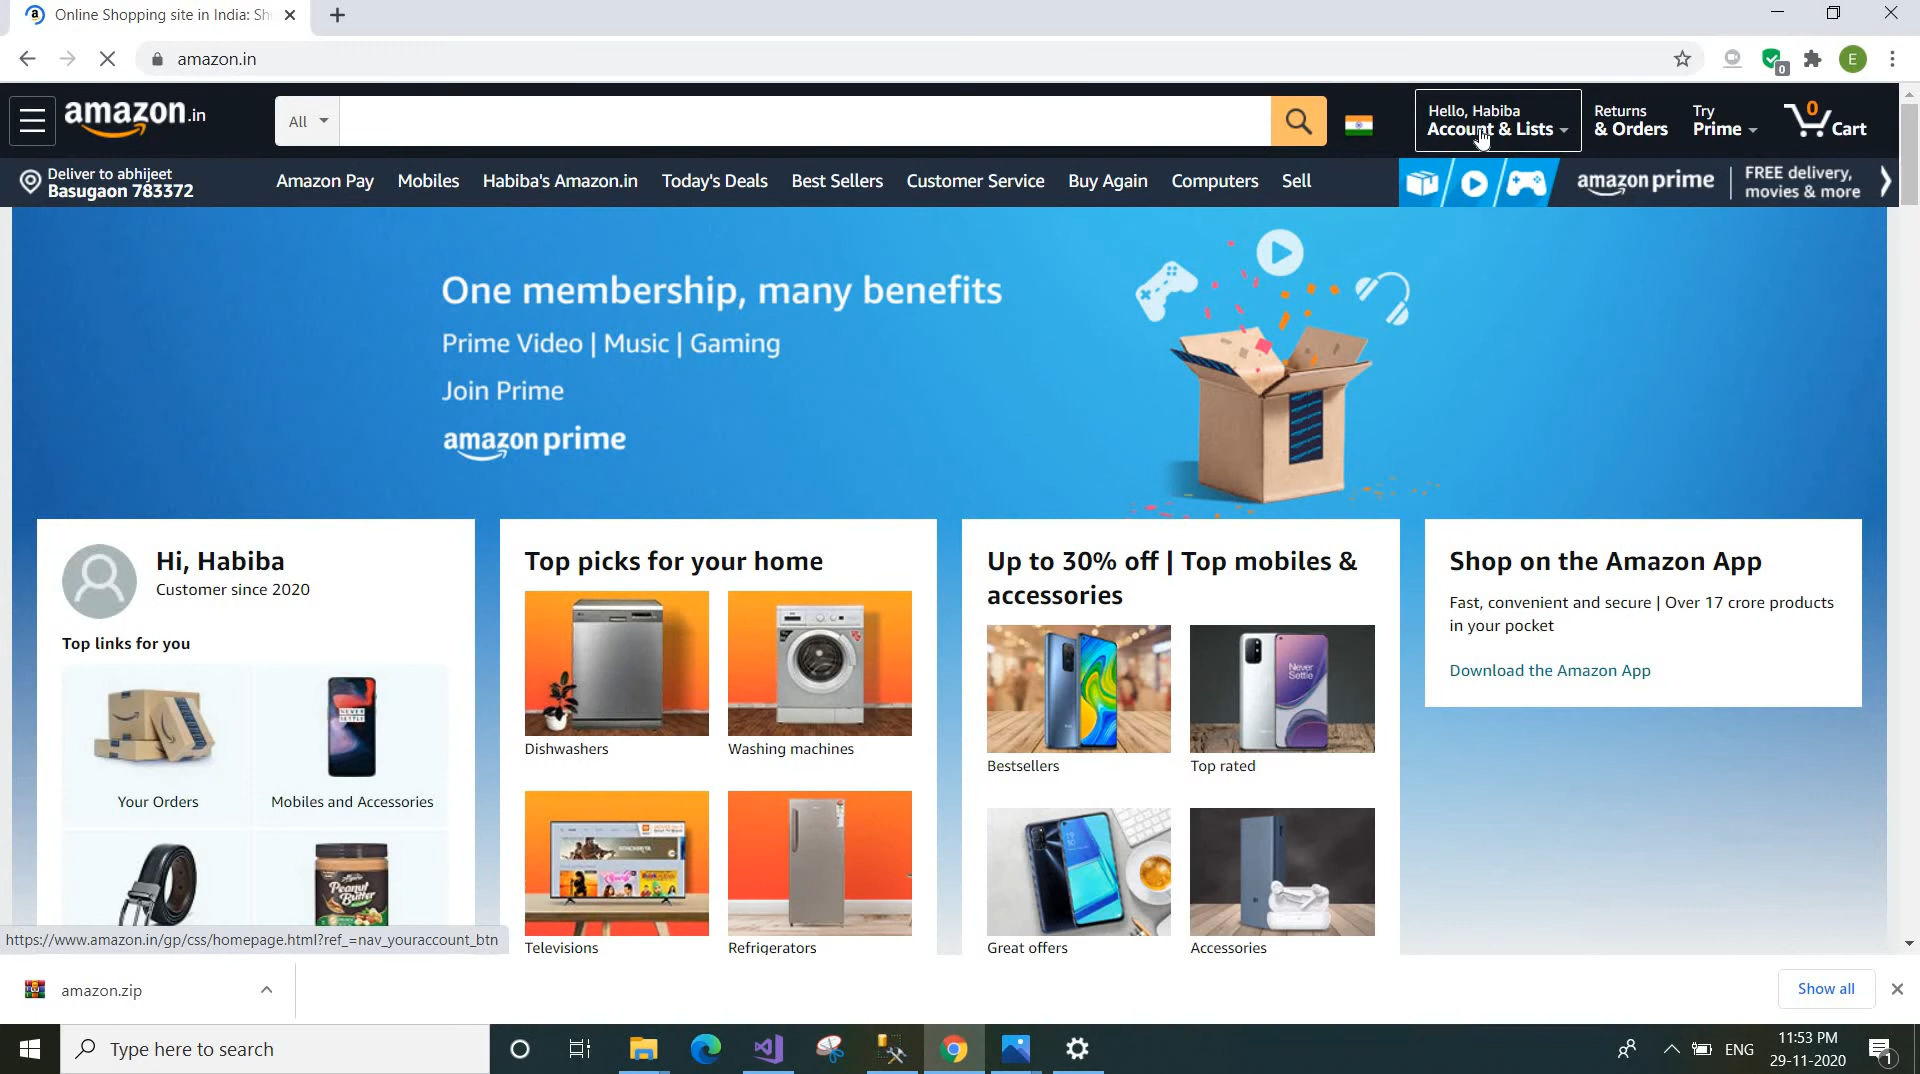 Online Shopping site in India: Sh
amazon.in
E
0
amazon.in
All
Hello, Habiba
Account & Lists
Returns
& Orders
Try
Prime
0
Cart
Deliver to abhijeet
Basugaon 783372
Amazon Pay
Mobiles
Habiba's Amazon.in
Today's Deals
Best Sellers
Customer Service
Buy Again
Computers
Sell
amazon prime
FREE delivery,
movies & more
One membership, many benefits
Prime Video | Music | Gaming
Join Prime
amazon prime
Hi, Habiba
Customer since 2020
Top links for you
Your Orders
Mobiles and Accessories
Peanut
Butter
Top picks for your home
Dishwashers
Washing machines
Televisions
Refrigerators
Up to 30% off | Top mobiles &
accessories
Never
Settle
Bestsellers
Top rated
Great offers
Accessories
Shop on the Amazon App
Fast, convenient and secure | Over 17 crore products
in your pocket
Download the Amazon App
https://www.amazon.in/gp/css/homepage.html?ref_=nav_youraccount_btn
amazon.zip
Show all
Type here to search
ENG
11:53 PM
29-11-2020
1